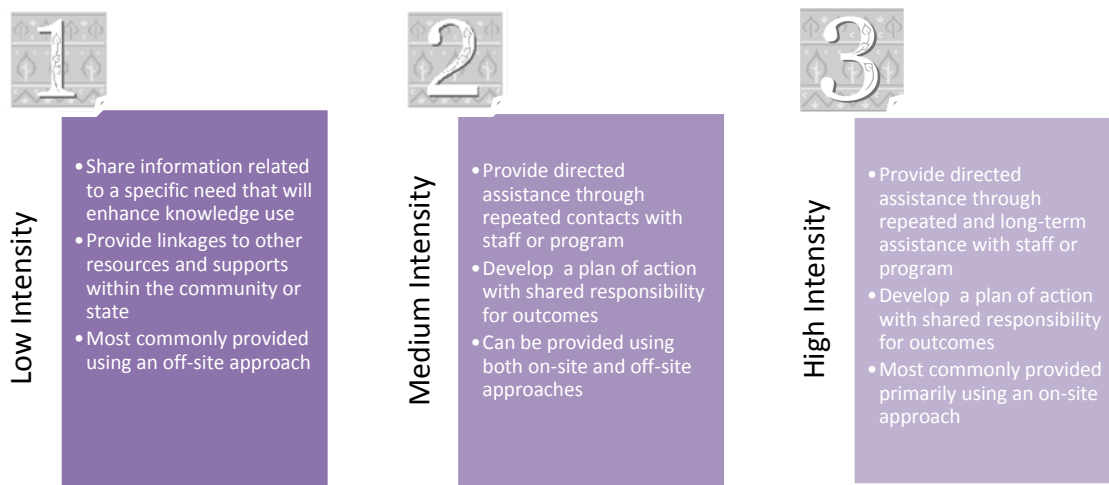 1
Low Intensity
•Share information related
to a specific need that will
enhance knowledge use
•Provide linkages to other
resources and supports
within the community or
state
•Most commonly provided
using an off-site approach
2
Medium Intensity
•Provide directed
assistance through
repeated contacts with
staff or program
•Develop  a plan of action
with shared responsibility
for outcomes
•Can be provided using
both on-site and off-site
approaches
3
High Intensity
•Provide directed
assistance through
repeated and long-term
assistance with staff or
program
•Develop  a plan of action
with shared responsibility
for outcomes
•Most commonly provided
primarily using an on-site
approach